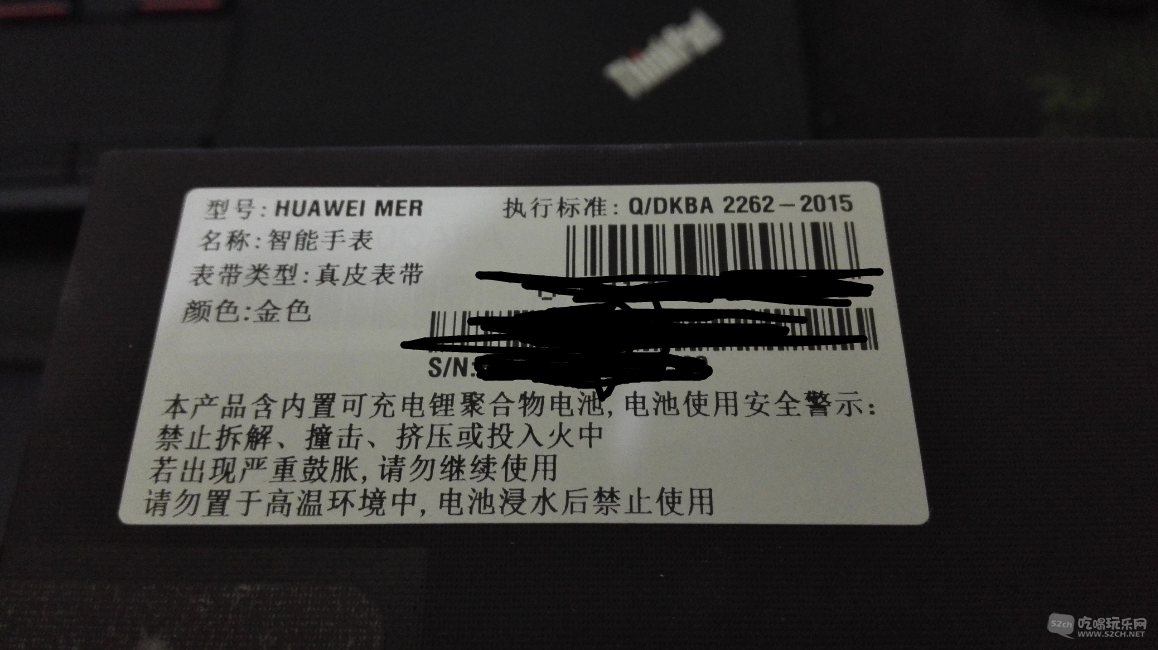 ThinkPad
型号: HUAWEI MER
执行标准: Q/DKBA 2262-2015
名称: 智能手表
表带类型: 真皮表带
颜色:金色
S/N:
本产品含内置可充电锂聚合物电池, 电池使用安全警示:
禁止拆解、撞击、挤压或投入火中
若出现严重鼓胀, 请勿继续使用
请勿置于高温环境中, 电池浸水后禁止使用
52ch 吃喝玩乐网
WWW.52CH.NET